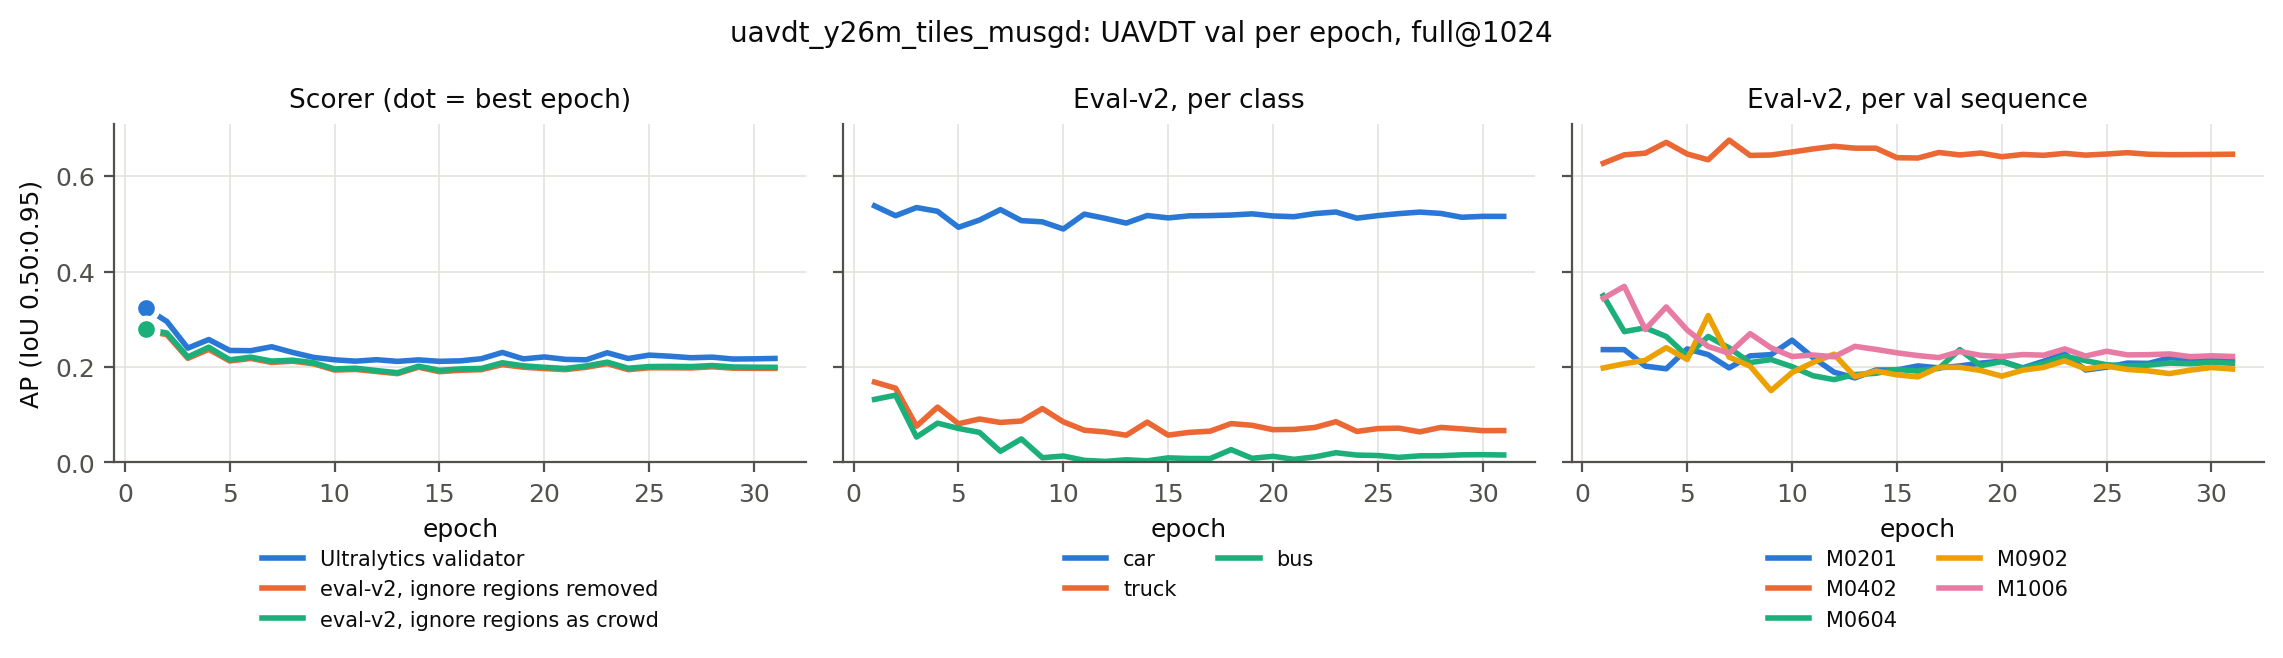 uavdt_y26m_tiles_musgd: UAVDT val per epoch, full@1024
Scorer (dot = best epoch)
Eval-v2, per class
Eval-v2, per val sequence
AP (IoU 0.50:0.95)
0.6
0.4
0.2
0.0
0 5 10 15 20 25 30
0 5 10 15 20 25 30
0 5 10 15 20 25 30
epoch
epoch
epoch
Ultralytics validator
eval-v2, ignore regions removed
eval-v2, ignore regions as crowd
car bus
truck
M0201 M0902
M0402 M1006
M0604